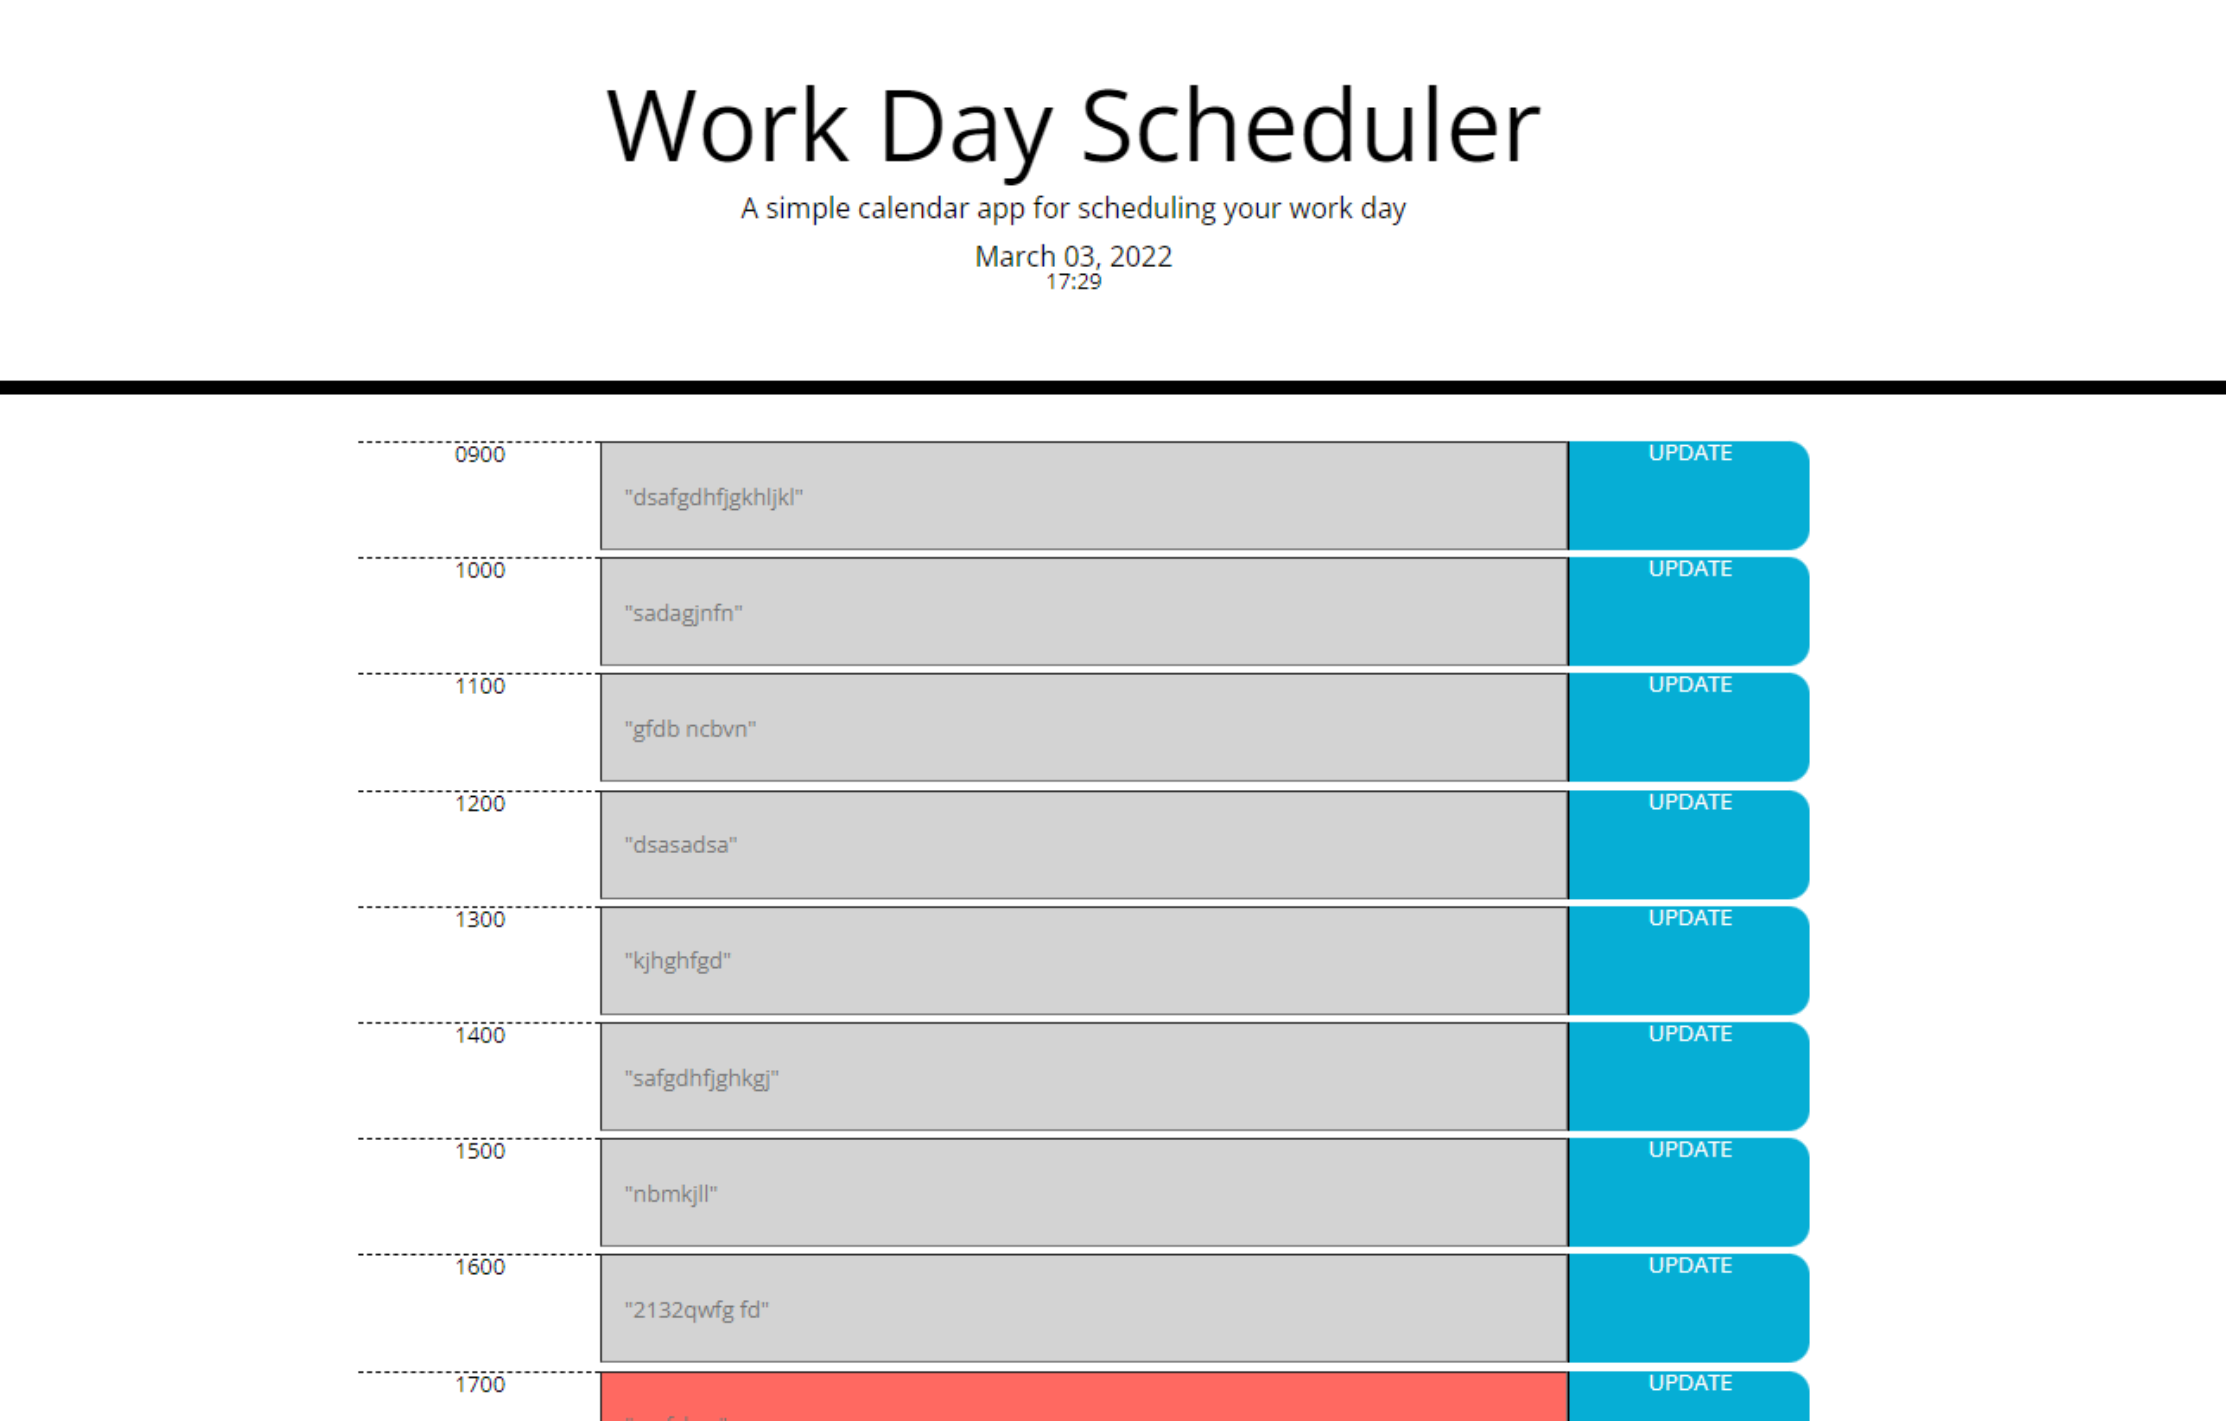 Work Day Scheduler
A simple calendar app for scheduling your work day
March 03, 2022
17:29
0900 "dsafgdhfjgkhljkl" UPDATE
1000 "sadagjnfn" UPDATE
1100 "gfdb ncbvn" UPDATE
1200 "dsasadsa" UPDATE
1300 "kjhghfgd" UPDATE
1400 "safgdhfjghkgj" UPDATE
1500 "nbmkjll" UPDATE
1600 "2132qwfg fd" UPDATE
1700 UPDATE